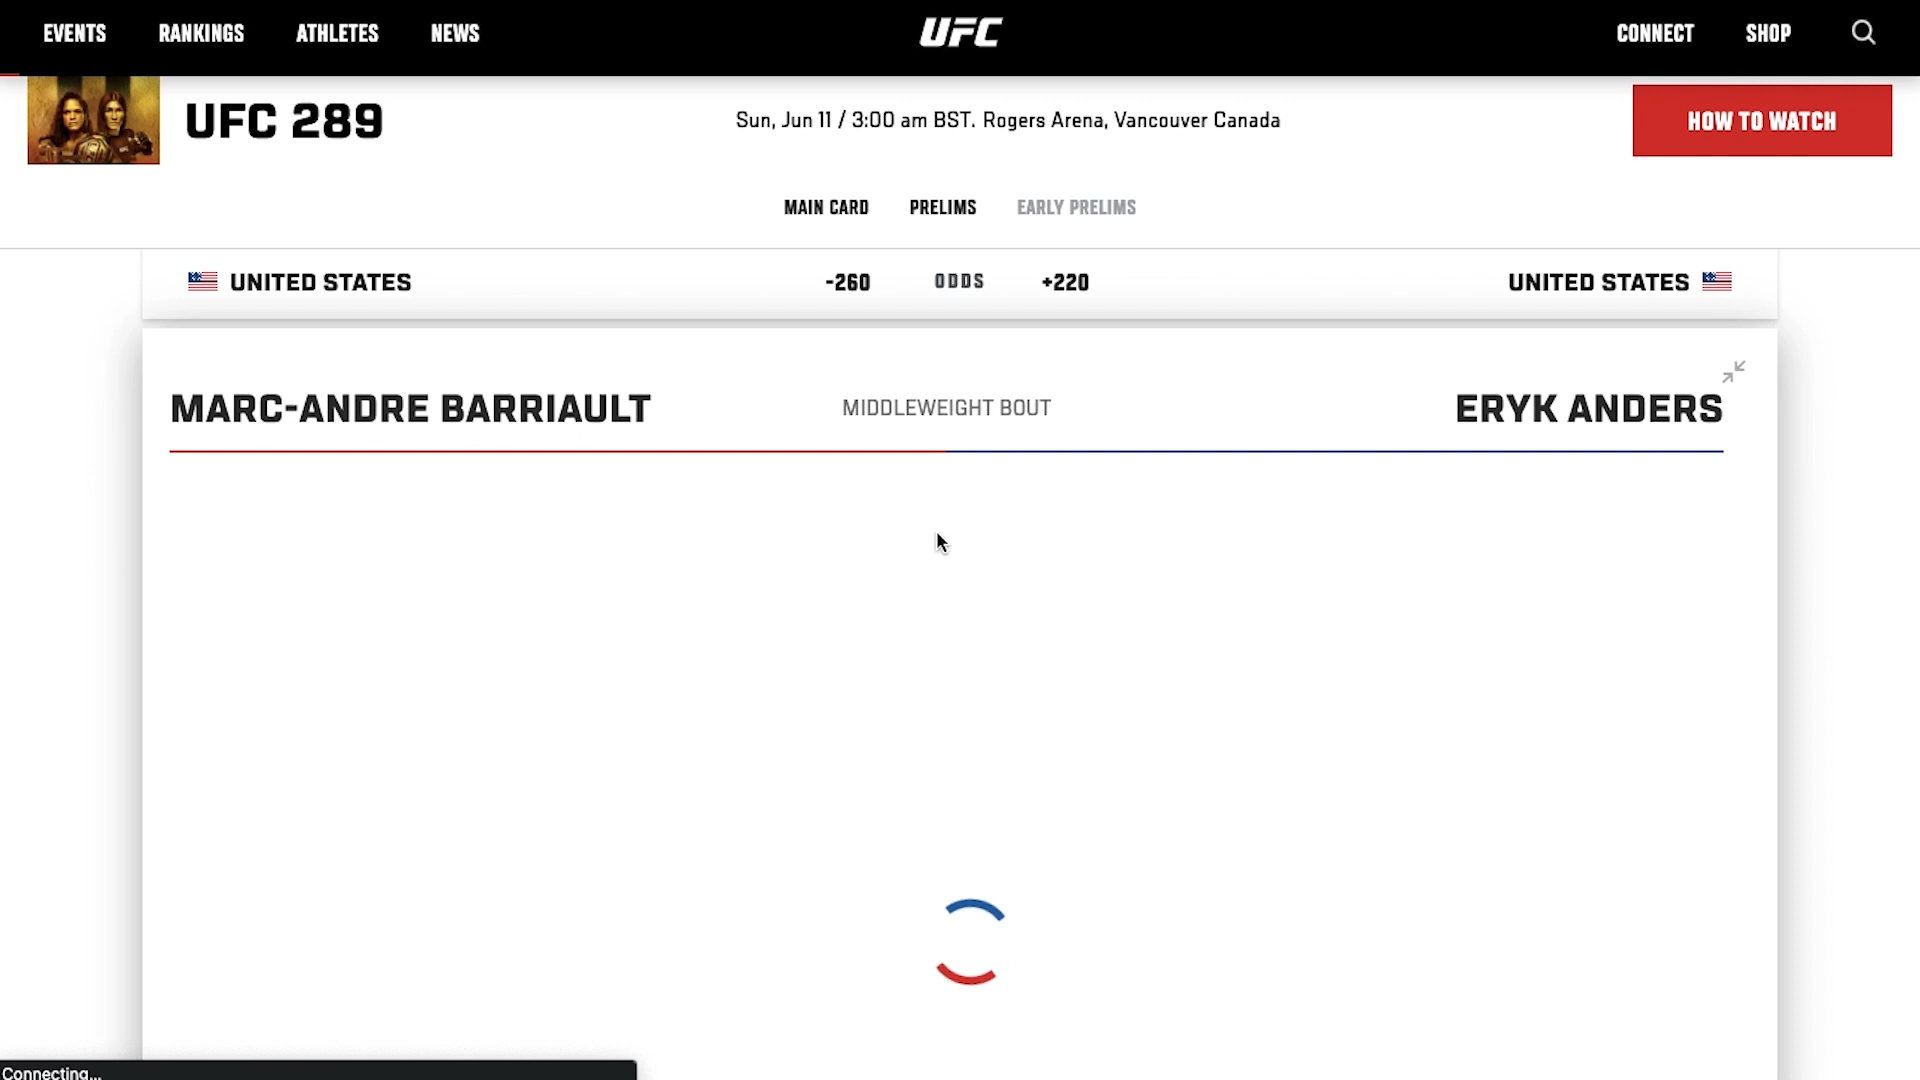 EVENTS RANKINGS ATHLETES NEWS UFC CONNECT SHOP
UFC 289 Sun, Jun 11 / 3:00 am BST. Rogers Arena, Vancouver Canada HOW TO WATCH
MAIN CARD PRELIMS EARLY PRELIMS
UNITED STATES -260 ODDS +220 UNITED STATES
MARC-ANDRE BARRIAULT MIDDLEWEIGHT BOUT ERYK ANDERS
Connecting...